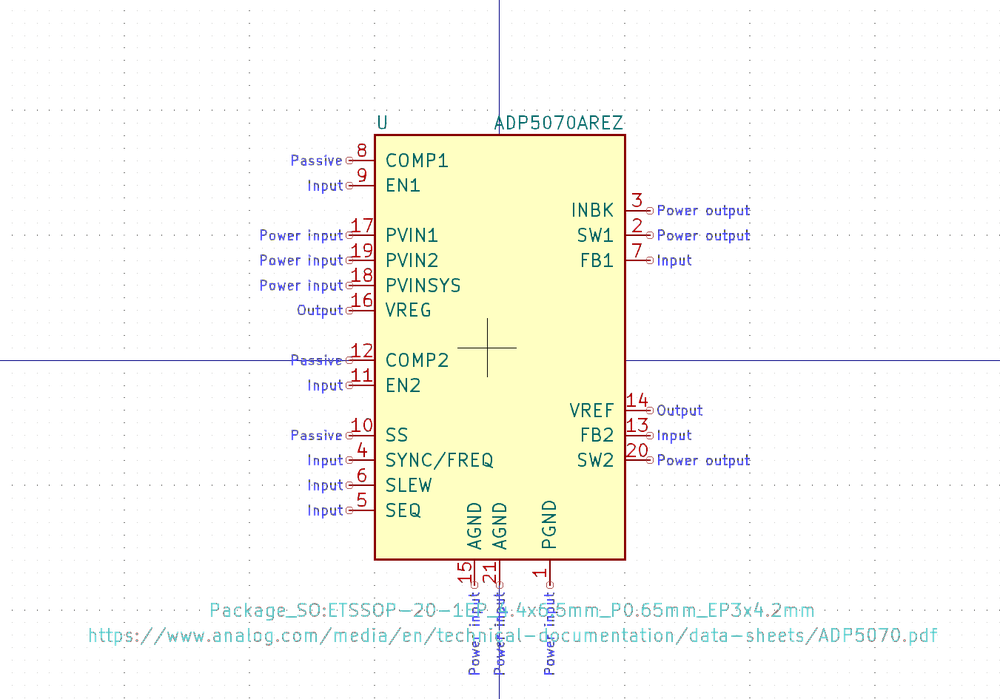 U ADP5070AREZ
Passive 8 COMP1
Input 9 EN1
INBK 3 Power output
Power input 17 PVIN1 SW1 2 Power output
Power input 19 PVIN2 FB1 7 Input
Power input 18 PVINSYS
Output 16 VREG
Passive 12 COMP2
Input 11 EN2
VREF 14 Output
Passive 10 SS FB2 13 Input
Input 4 SYNC/FREQ SW2 20 Power output
Input 6 SLEW
Input 5 SEQ
AGND 15 Power input
AGND 21 Power input
PGND 1 Power input
Package_SO:ETSSOP-20-1EP_4.4x6.5mm_P0.65mm_EP3x4.2mm
https://www.analog.com/media/en/technical-documentation/data-sheets/ADP5070.pdf